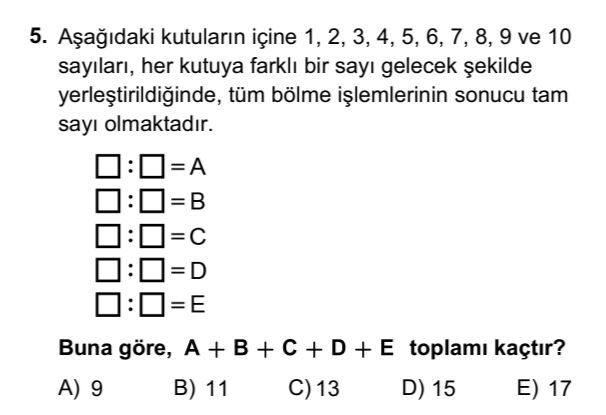 5. Aşağıdaki kutuların içine 1, 2, 3, 4, 5, 6, 7, 8, 9 ve 10
sayıları, her kutuya farklı bir sayı gelecek şekilde
yerleştirildiğinde, tüm bölme işlemlerinin sonucu tam
sayı olmaktadır.
□:□=A
□:□=B
□:□=C
□:□=D
□:□=E
Buna göre, A + B + C + D + E toplamı kaçtır?
A) 9 B) 11 C) 13 D) 15 E) 17